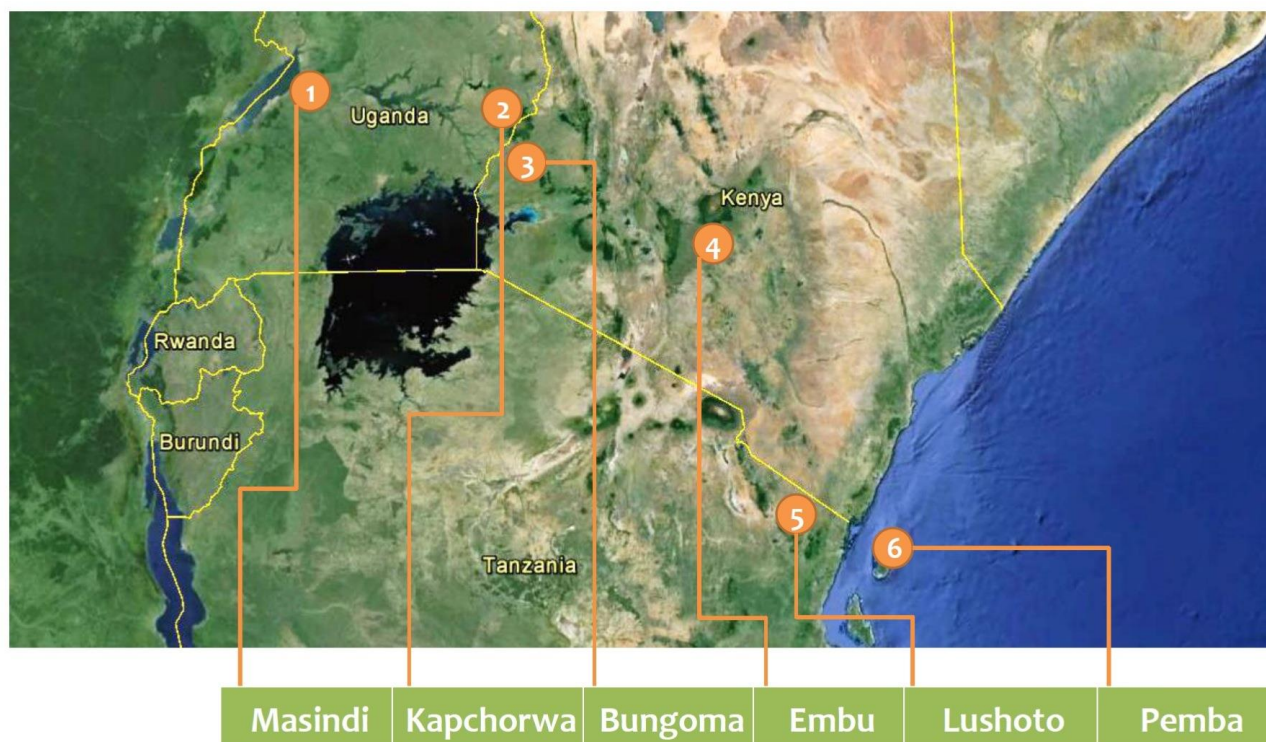 1
2
Uganda
3
Kenya
4
Rwanda
Burundi
5
6
Tanzania
Masindi Kapchorwa Bungoma Embu Lushoto Pemba